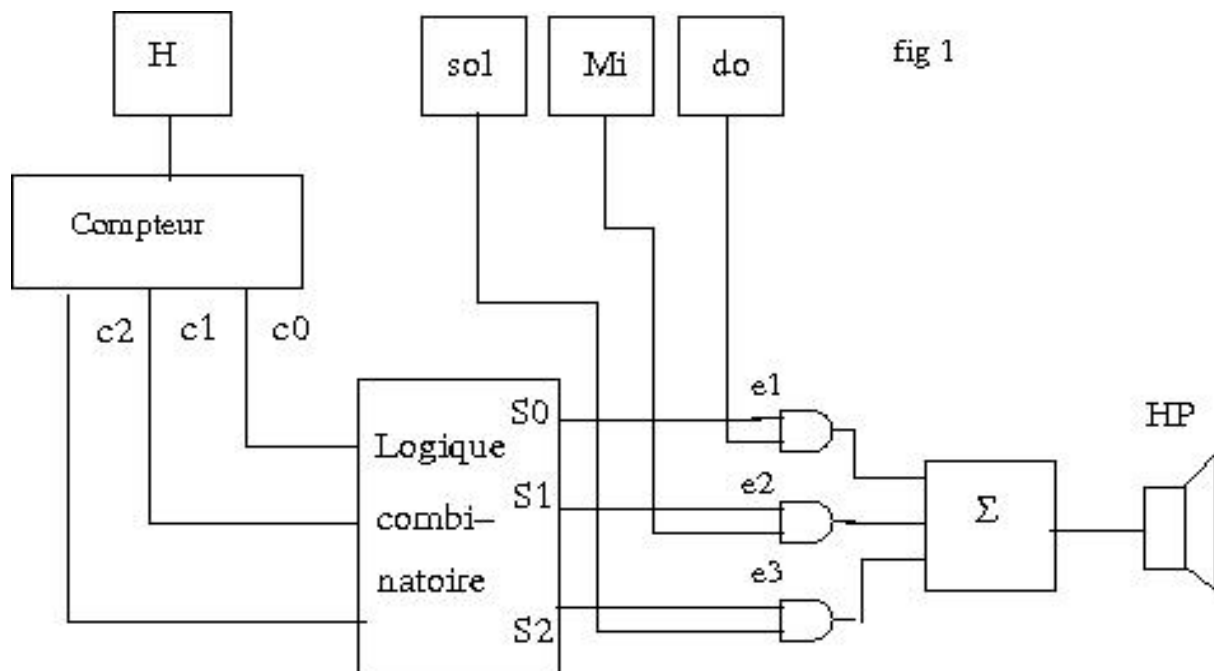 H
sol
Mi
do
fig 1
Compteur
c2
c1
c0
e1
S0
HP
Logique
e2
S1
Σ
combi–
e3
natoire
S2